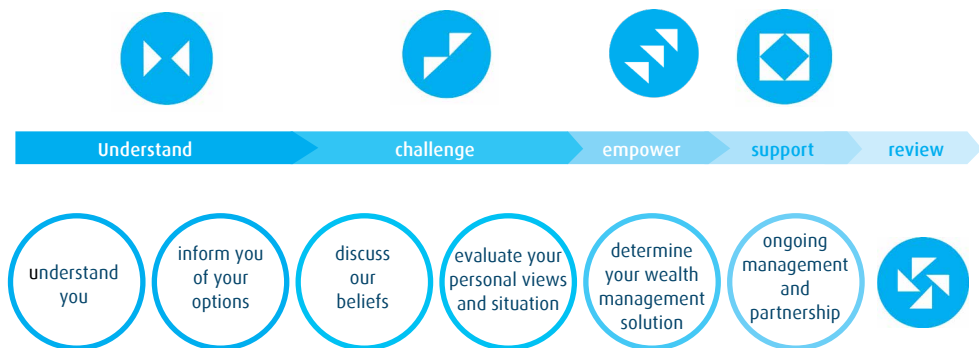 Understand
challenge
empower
support
review
understand
you
inform you
of your
options
discuss
our
beliefs
evaluate your
personal views
and situation
determine
your wealth
management
solution
ongoing
management
and
partnership